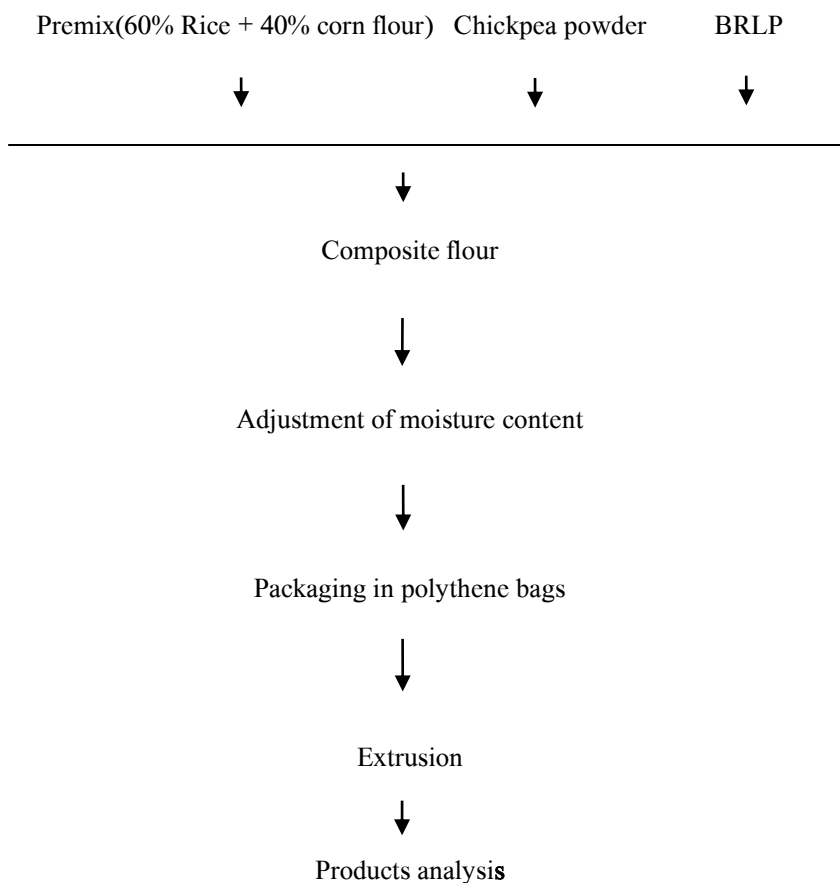 Premix(60% Rice + 40% corn flour) Chickpea powder BRLP
Composite flour
Adjustment of moisture content
Packaging in polythene bags
Extrusion
Products analysis